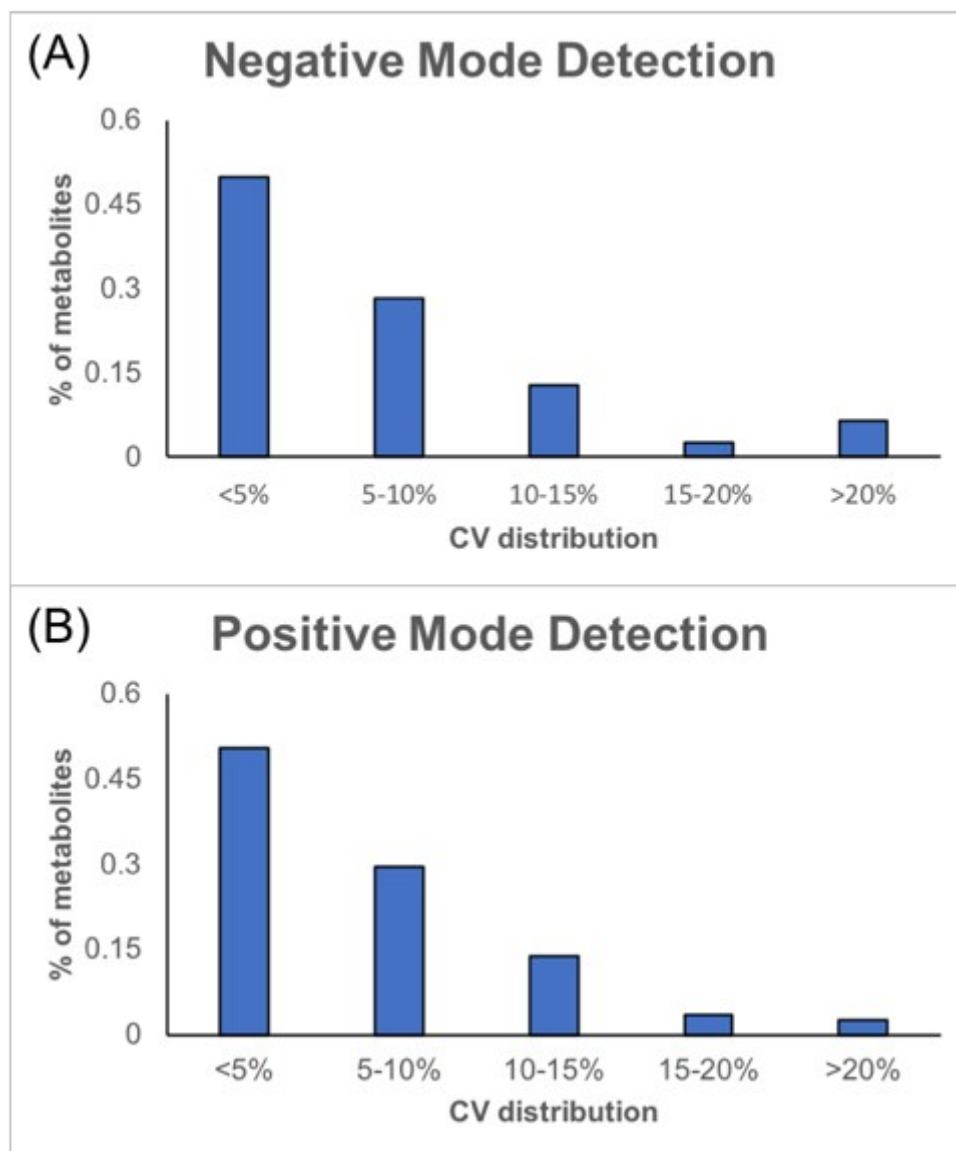 (A)
Negative Mode Detection
% of metabolites
0.6
0.45
0.3
0.15
0
<5% 5-10% 10-15% 15-20% >20%
CV distribution
(B)
Positive Mode Detection
% of metabolites
0.6
0.45
0.3
0.15
0
<5% 5-10% 10-15% 15-20% >20%
CV distribution